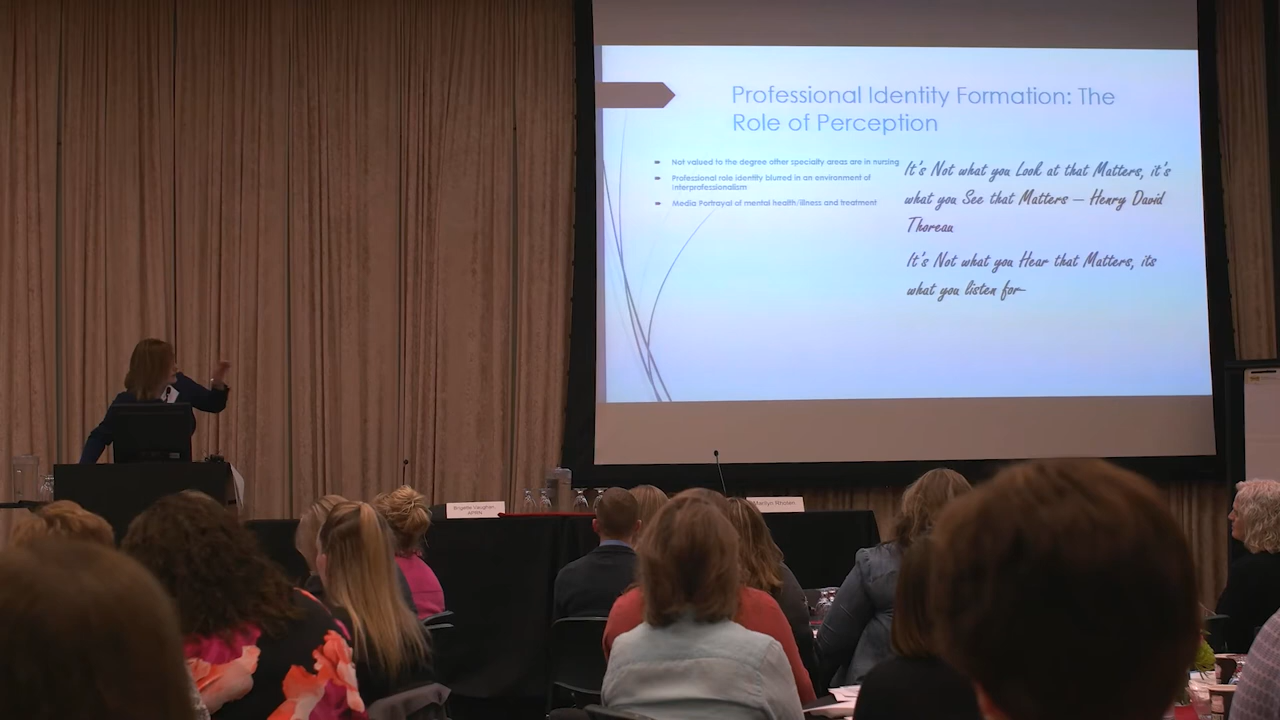 Professional Identity Formation: The
Role of Perception
Not valued to the degree other specialty areas are in nursing
Professional role identity blurred in an environment of
Interprofessionalism
Media Portrayal of mental health/illness and treatment
It's Not what you Look at that Matters, it's
what you See that Matters – Henry David
Thoreau
It's Not what you Hear that Matters, its
what you listen for-
Brigette Vaughan,
APRN